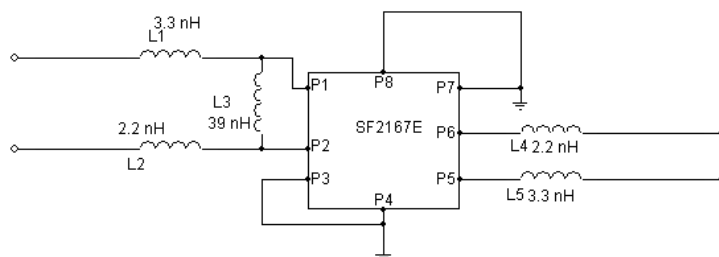 3.3 nH
L1
P8
P1
P7
L3
39 nH
SF2167E
2.2 nH
P6
L4 2.2 nH
L2
P2
P3
P5
L5 3.3 nH
P4